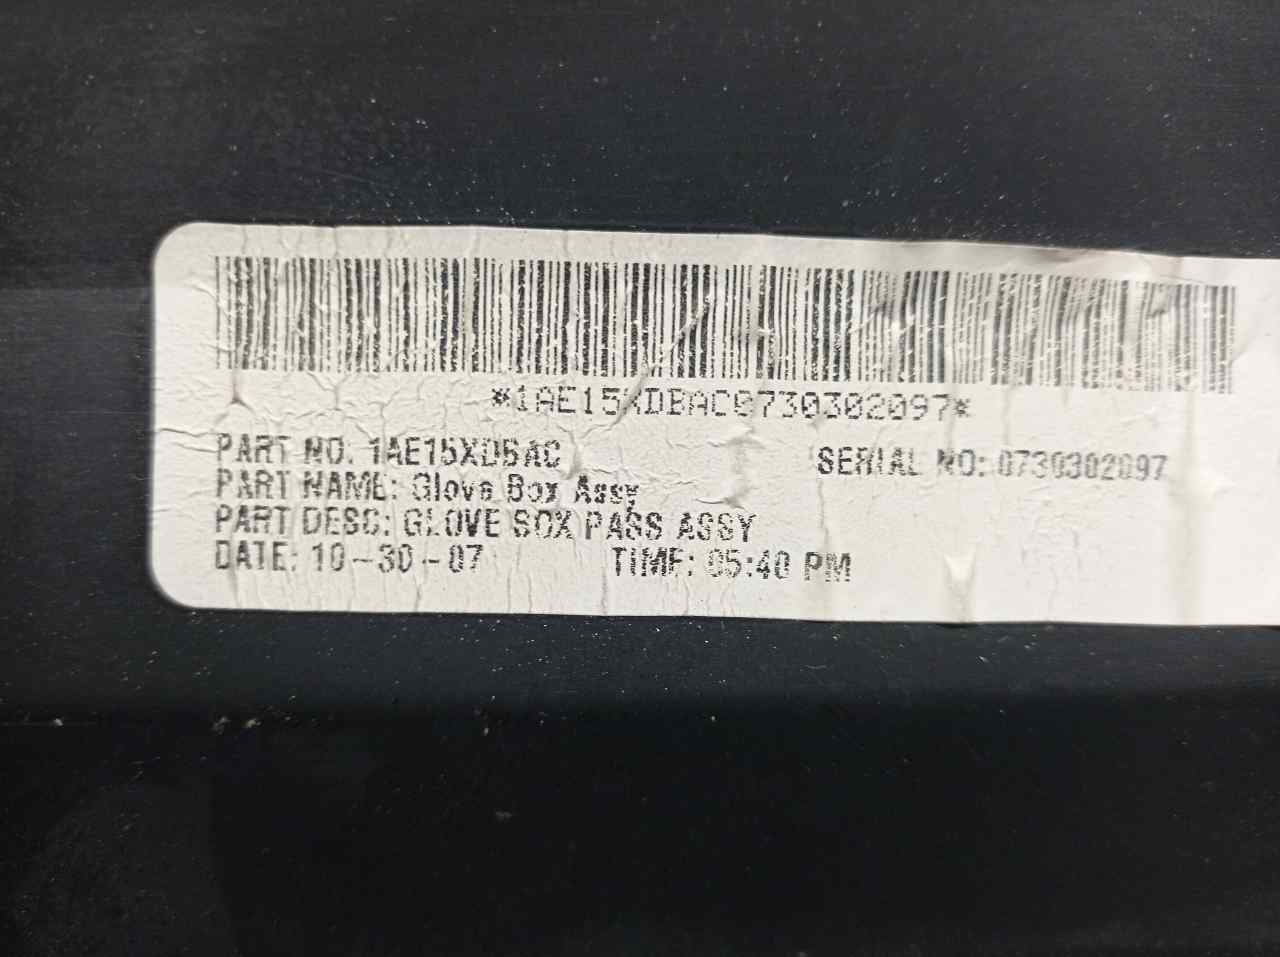 *1AE15XDBAC0730302097*
PART NO: 1AE15XDBAC
SERIAL NO: 0730302097
PART NAME: Glove Box Assy
PART DESC: GLOVE BOX PASS ASSY
DATE: 10-30-07
TIME: 05:40 PM